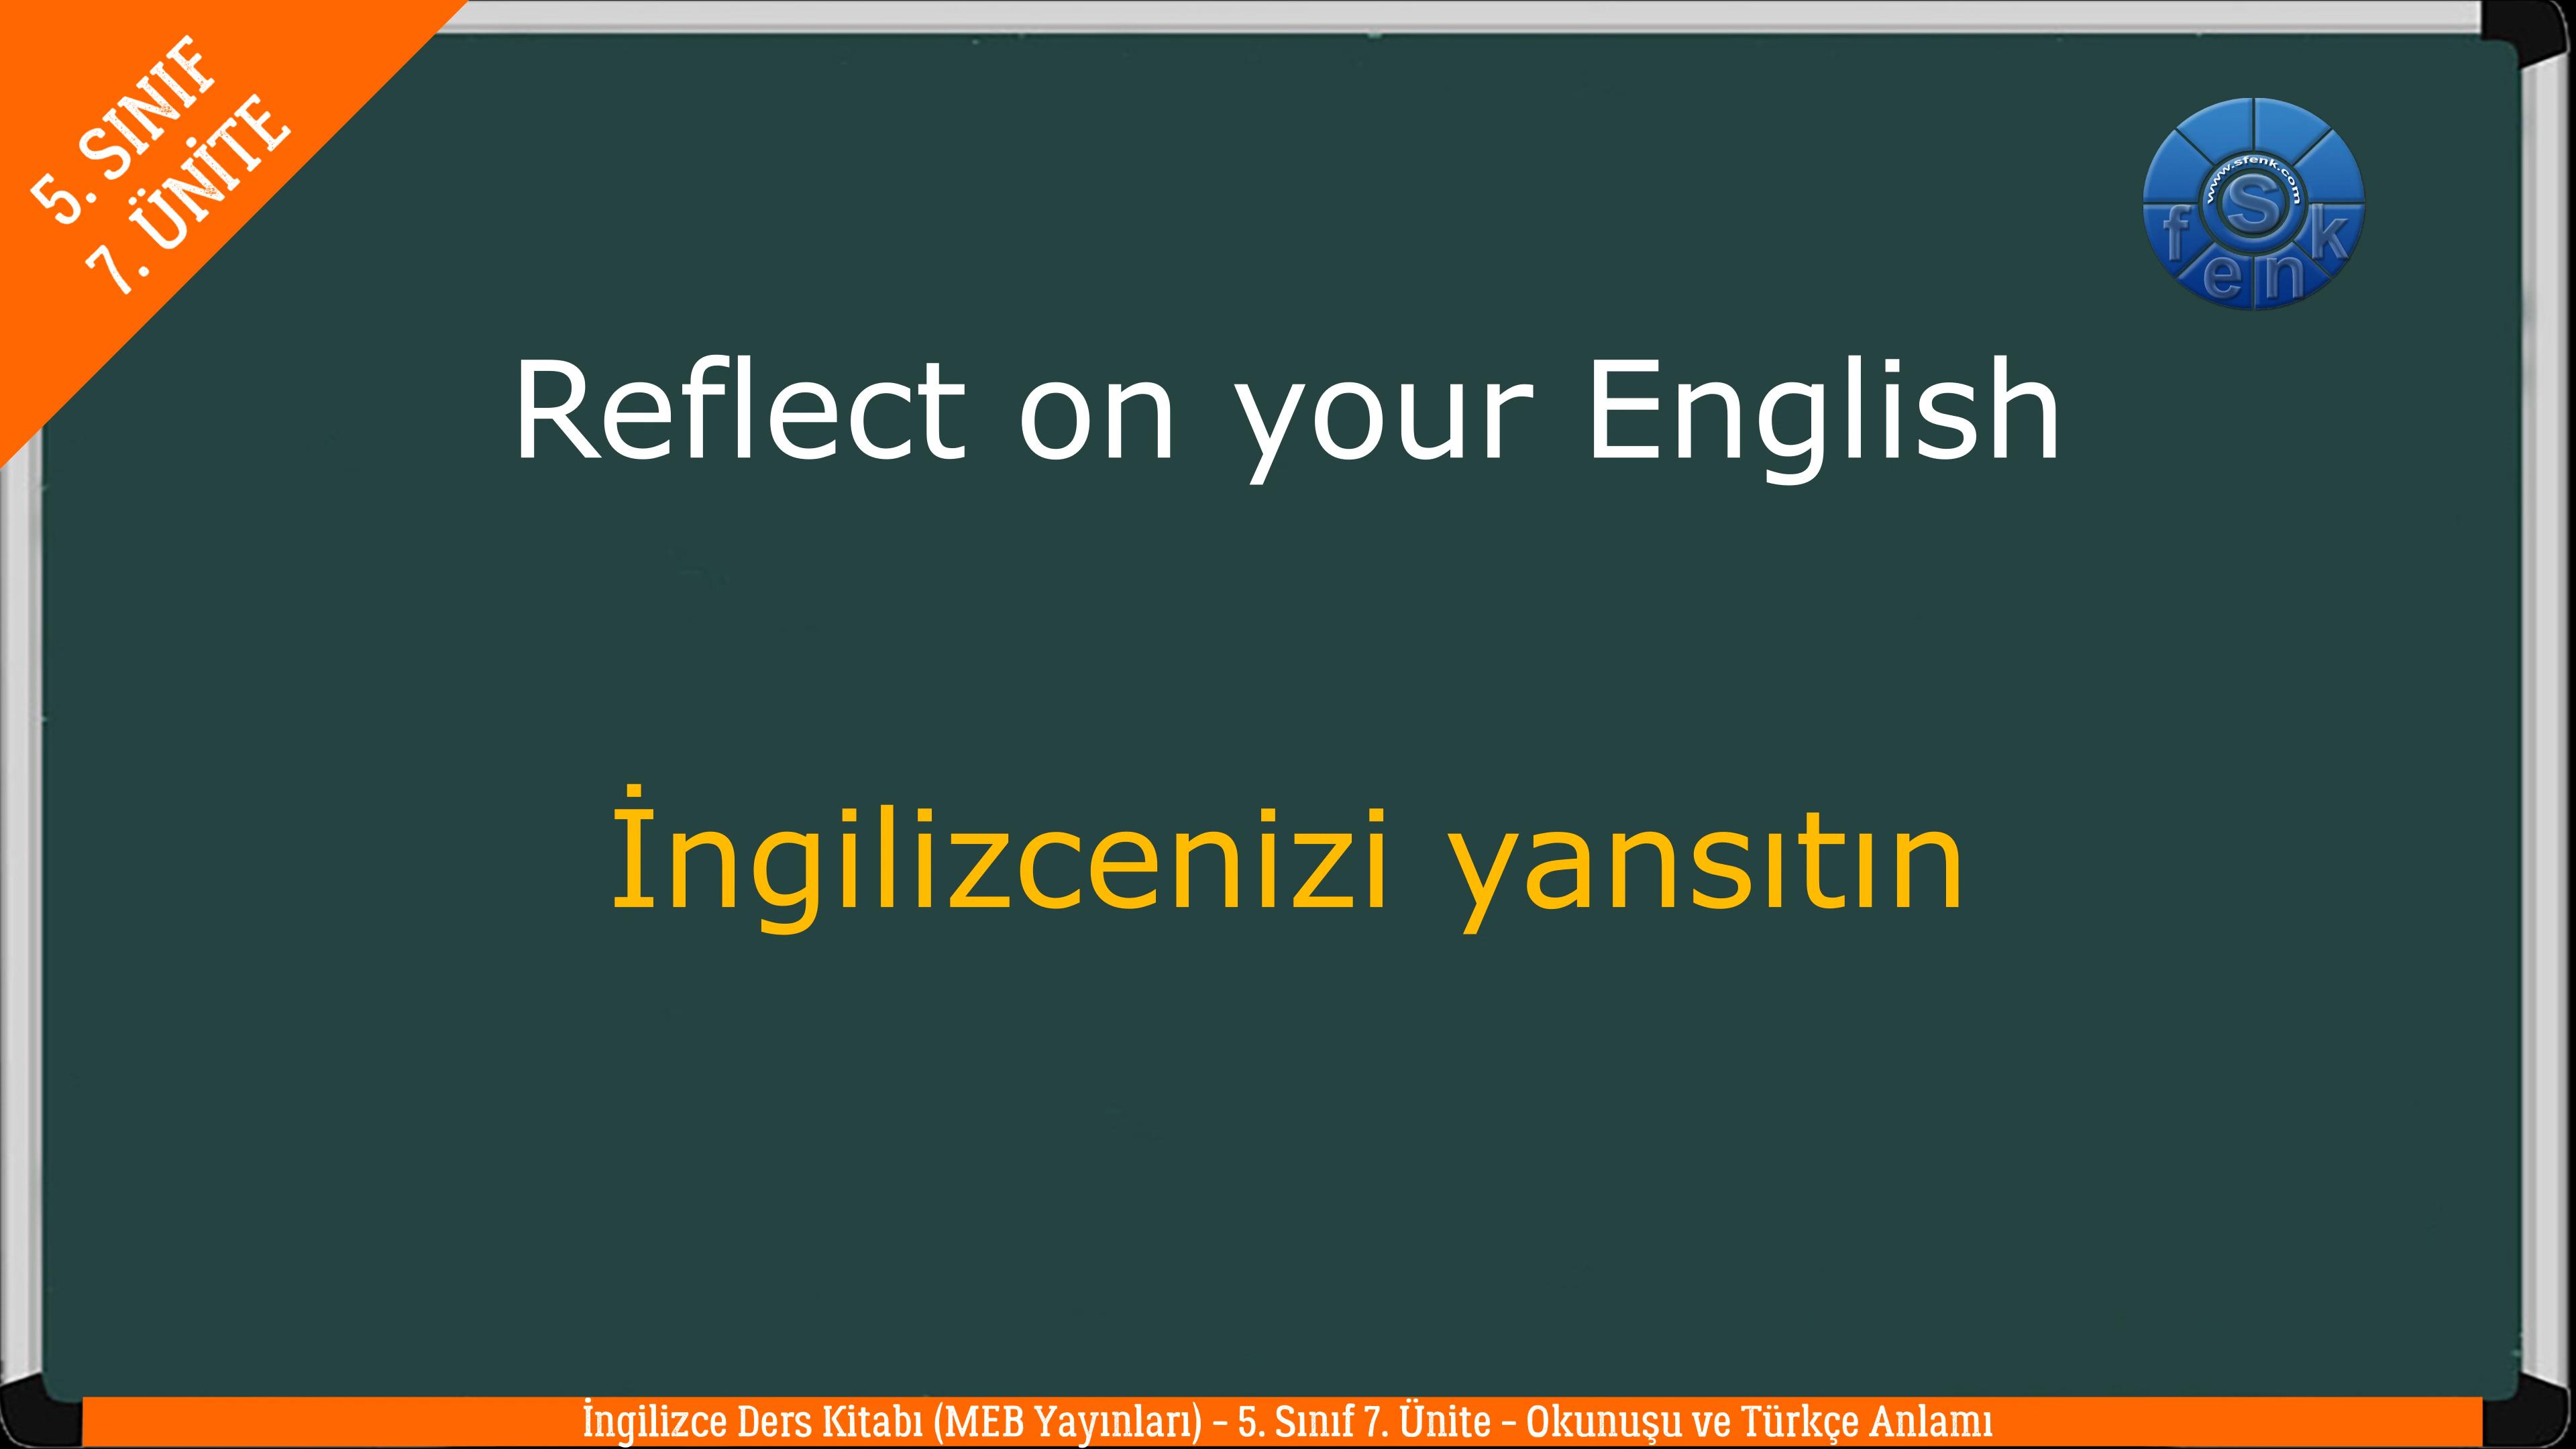 5. SINIF
7. ÜNİTE
www.sfenk.com
S
f e n k
Reflect on your English
İngilizcenizi yansıtın
İngilizce Ders Kitabı (MEB Yayınları) – 5. Sınıf 7. Ünite – Okunuşu ve Türkçe Anlamı